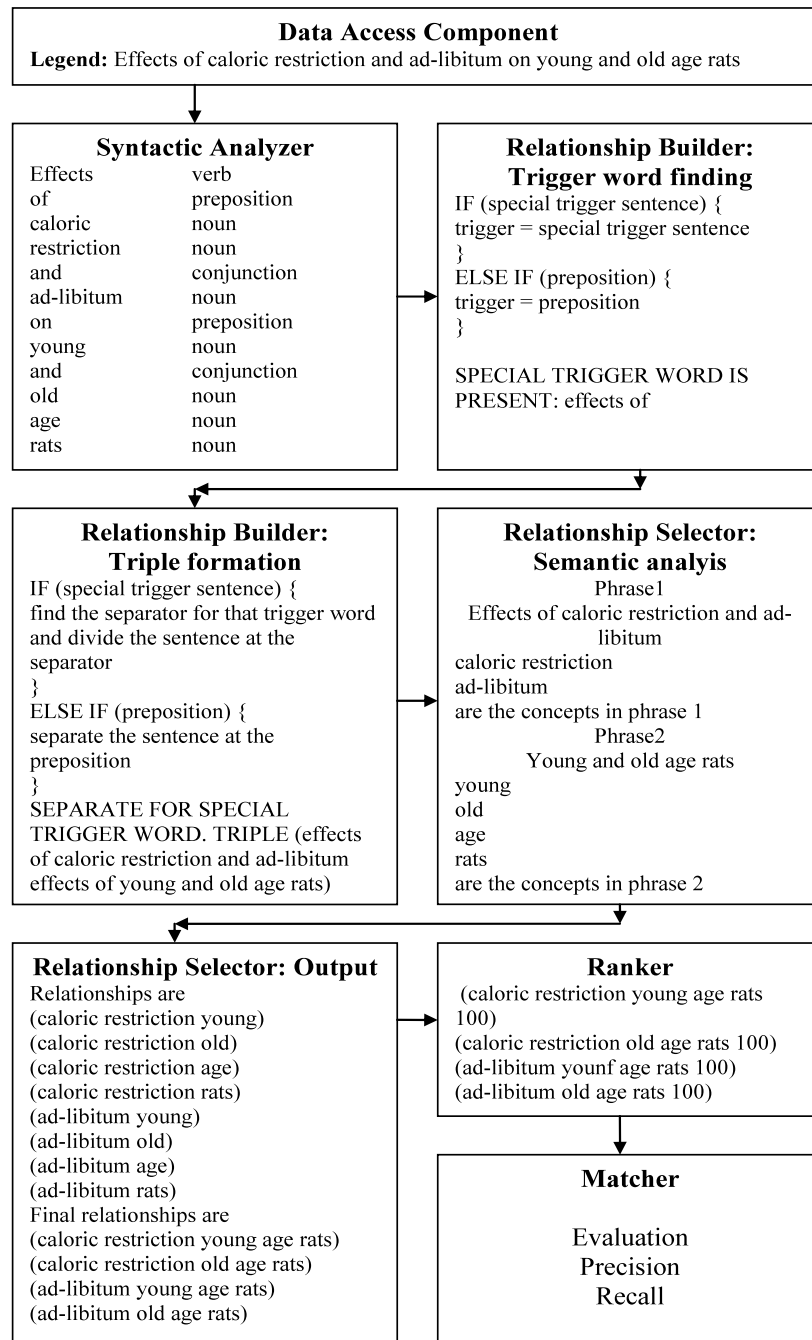 Data Access Component
Legend: Effects of caloric restriction and ad-libitum on young and old age rats
Syntactic Analyzer
Effects verb
of preposition
caloric noun
restriction noun
and conjunction
ad-libitum noun
on preposition
young noun
and conjunction
old noun
age noun
rats noun
Relationship Builder:
Trigger word finding
IF (special trigger sentence) {
trigger = special trigger sentence
}
ELSE IF (preposition) {
trigger = preposition
}
SPECIAL TRIGGER WORD IS
PRESENT: effects of
Relationship Builder:
Triple formation
IF (special trigger sentence) {
find the separator for that trigger word
and divide the sentence at the
separator
}
ELSE IF (preposition) {
separate the sentence at the
preposition
}
SEPARATE FOR SPECIAL
TRIGGER WORD. TRIPLE (effects
of caloric restriction and ad-libitum
effects of young and old age rats)
Relationship Selector:
Semantic analyis
Phrase1
Effects of caloric restriction and ad-
libitum
caloric restriction
ad-libitum
are the concepts in phrase 1
Phrase2
Young and old age rats
young
old
age
rats
are the concepts in phrase 2
Relationship Selector: Output
Relationships are
(caloric restriction young)
(caloric restriction old)
(caloric restriction age)
(caloric restriction rats)
(ad-libitum young)
(ad-libitum old)
(ad-libitum age)
(ad-libitum rats)
Final relationships are
(caloric restriction young age rats)
(caloric restriction old age rats)
(ad-libitum young age rats)
(ad-libitum old age rats)
Ranker
(caloric restriction young age rats
100)
(caloric restriction old age rats 100)
(ad-libitum younf age rats 100)
(ad-libitum old age rats 100)
Matcher
Evaluation
Precision
Recall